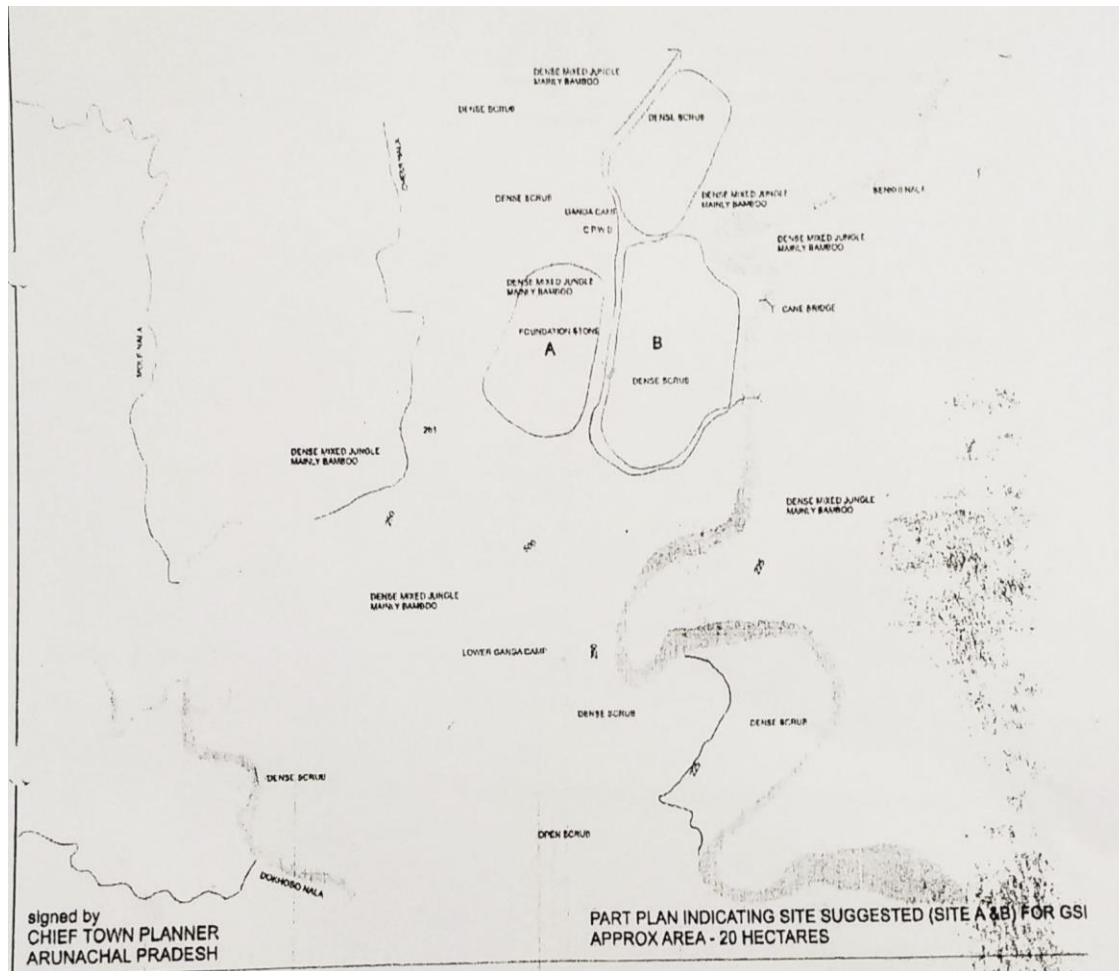 DENSE MIXED JUNGLE
MAINLY BAMBOO
DENSE SCRUB
DENSE SCRUB
DENSE SCRUB
DENSE MIXED JUNGLE
MAINLY BAMBOO
NALA
C.P.W.D
DENSE MIXED JUNGLE
MAINLY BAMBOO
DENSE MIXED JUNGLE
MAINLY BAMBOO
CANE BRIDGE
FOUNDATION STONE
A
B
DENSE SCRUB
NALA
261
DENSE MIXED JUNGLE
MAINLY BAMBOO
DENSE MIXED JUNGLE
MAINLY BAMBOO
DENSE MIXED JUNGLE
MAINLY BAMBOO
LOWER GANGA CAMP
DENSE SCRUB
DENSE SCRUB
DENSE SCRUB
OPEN SCRUB
DOKHOSO NALA
signed by
CHIEF TOWN PLANNER
ARUNACHAL PRADESH
PART PLAN INDICATING SITE SUGGESTED (SITE A &B) FOR GSI
APPROX AREA - 20 HECTARES